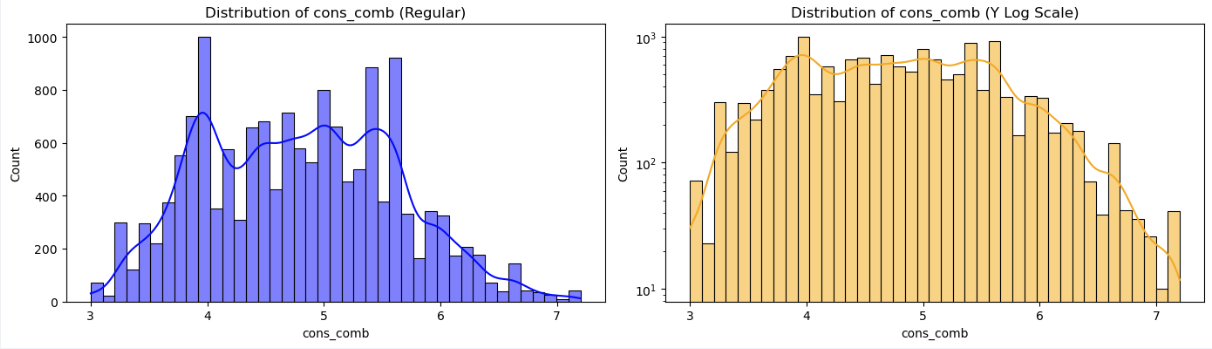 Distribution of cons_comb (Regular)
Count
1000
800
600
400
200
0
3 4 5 6 7
cons_comb
Distribution of cons_comb (Y Log Scale)
Count
10³
10²
10¹
3 4 5 6 7
cons_comb